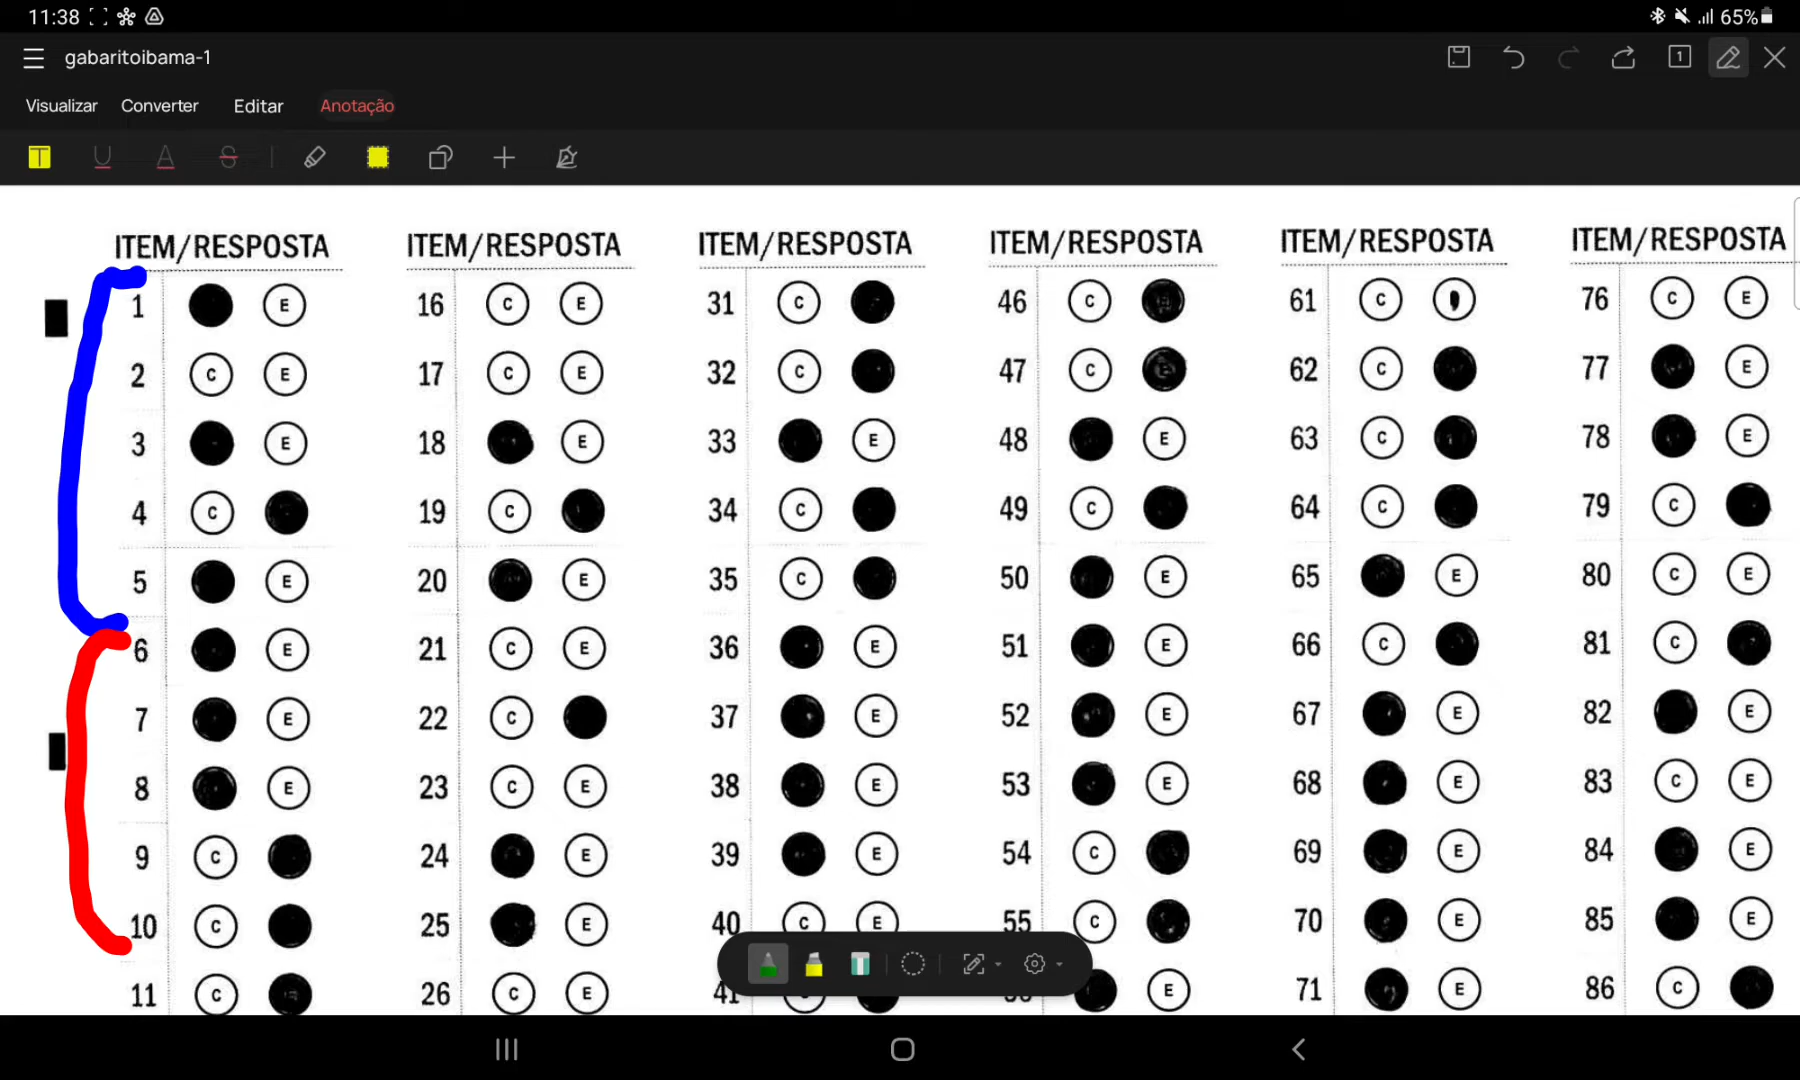 11:38
65%
gabaritoibama-1
1
Visualizar Converter Editar Anotação
T U A S
ITEM/RESPOSTA ITEM/RESPOSTA ITEM/RESPOSTA ITEM/RESPOSTA ITEM/RESPOSTA ITEM/RESPOSTA
1 E 16 C E 31 C 46 C E 61 C 76 C E
2 C E 17 C E 32 C 47 C E 62 C 77 E
3 E 18 E 33 E 48 E 63 C 78 E
4 C 19 C 34 C 49 C 64 C 79 C
5 E 20 E 35 C 50 E 65 E 80 C E
6 E 21 C E 36 E 51 E 66 C 81 C
7 E 22 C 37 E 52 E 67 E 82 E
8 E 23 C E 38 E 53 E 68 E 83 C E
9 C 24 E 39 E 54 C 69 E 84 E
10 C 25 E 40 C E 55 C 70 E 85 E
11 C 26 C E 41 E 71 E 86 C